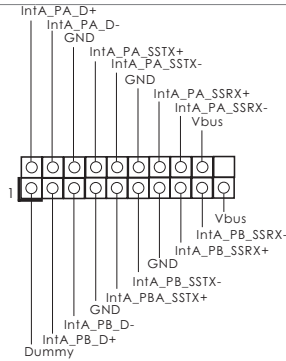 IntA_PA_D+
IntA_PA_D-
GND
IntA_PA_SSTX+
IntA_PA_SSTX-
GND
IntA_PA_SSRX+
IntA_PA_SSRX-
Vbus
1
Vbus
IntA_PB_SSRX-
IntA_PB_SSRX+
GND
IntA_PB_SSTX-
IntA_PBA_SSTX+
GND
IntA_PB_D-
IntA_PB_D+
Dummy